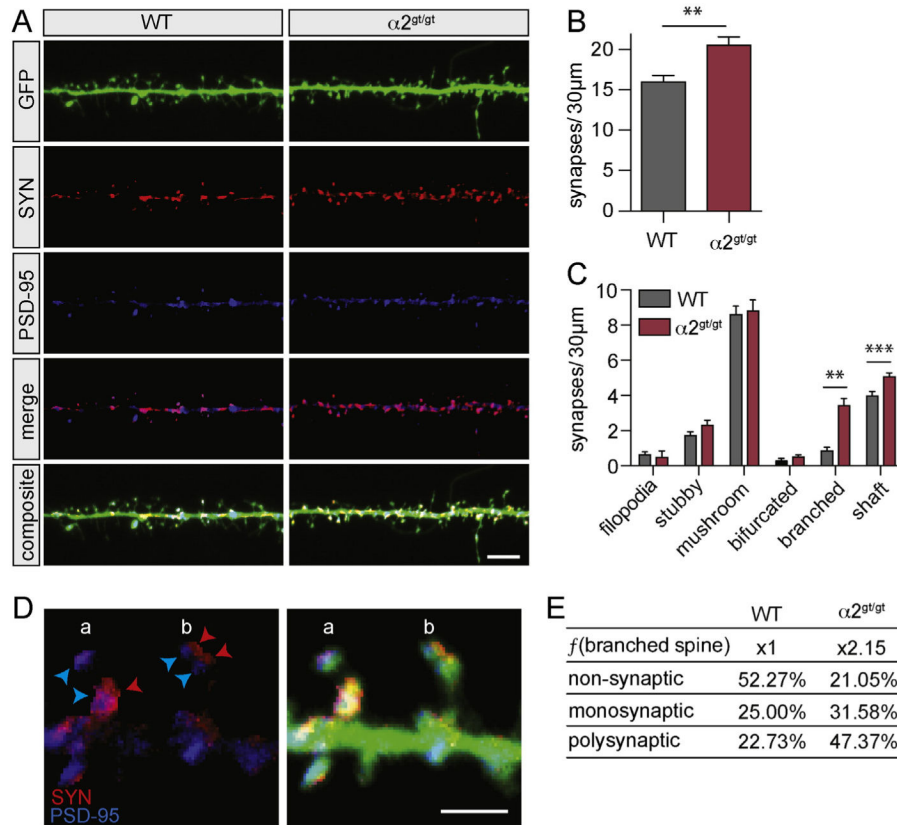 A
WT
α2gt/gt
GFP
SYN
PSD-95
merge
composite
B
**
synapses/ 30µm
20
15
10
5
0
WT
α2gt/gt
C
synapses/ 30µm
10
8
6
4
2
0
WT
α2gt/gt
**
***
filopodia
stubby
mushroom
bifurcated
branched
shaft
D
a
b
a
b
SYN
PSD-95
E
WT α2gt/gt
f(branched spine) x1 x2.15
non-synaptic 52.27% 21.05%
monosynaptic 25.00% 31.58%
polysynaptic 22.73% 47.37%